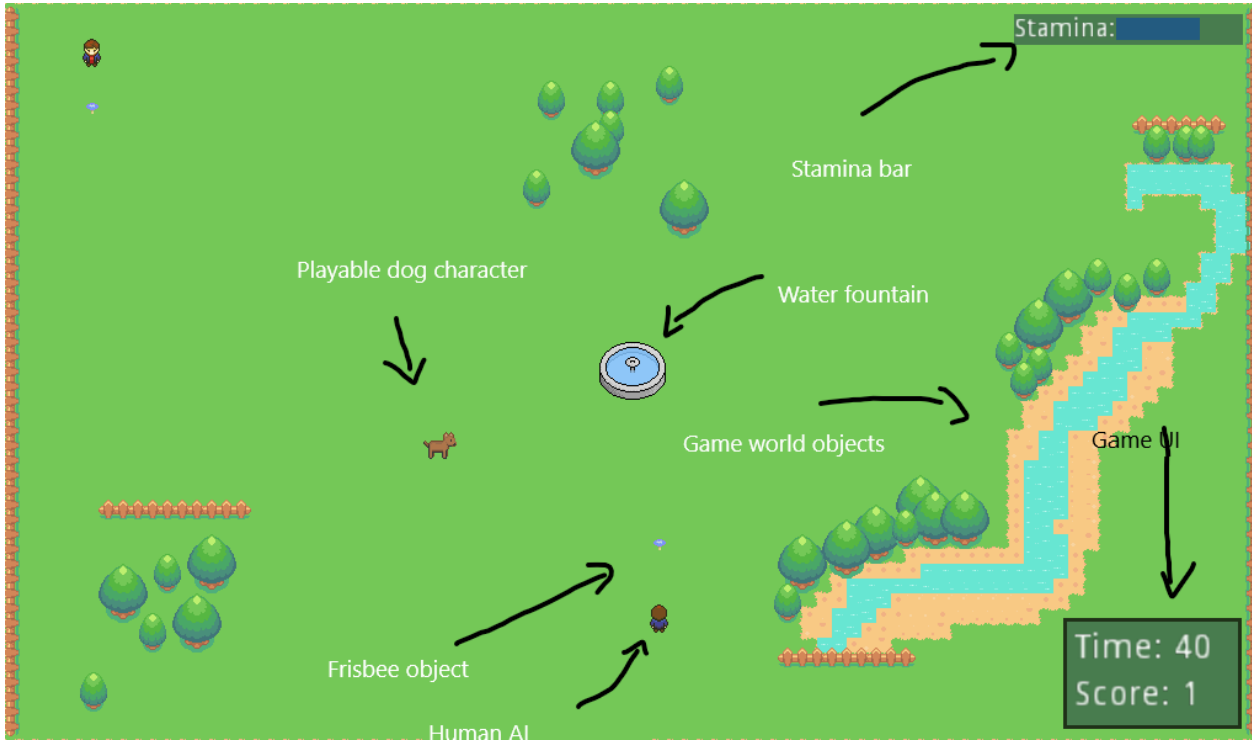 Stamina:
Stamina bar
Playable dog character
Water fountain
Game world objects
Game UI
Frisbee object
Human AI
Time: 40
Score: 1